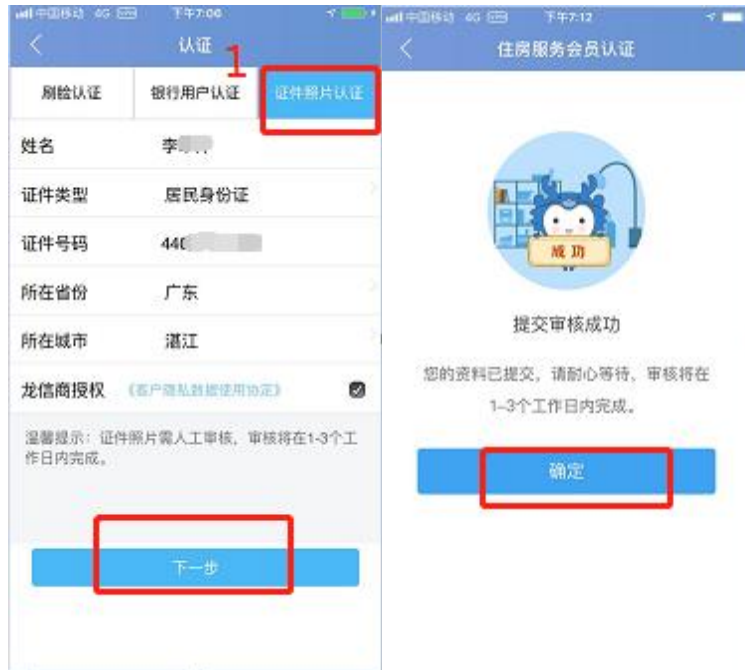 中国移动 4G 下午7:06
认证
1
刷脸认证 银行用户认证 证件照片认证
姓名 李
证件类型 居民身份证
证件号码 440
所在省份 广东
所在城市 湛江
龙信商授权 《客户隐私数据使用协定》
温馨提示：证件照片需人工审核，审核将在1-3个工
作日内完成。
下一步
中国移动 4G 下午7:12
住房服务会员认证
成功
提交审核成功
您的资料已提交，请耐心等待，审核将在
1-3个工作日内完成。
确定